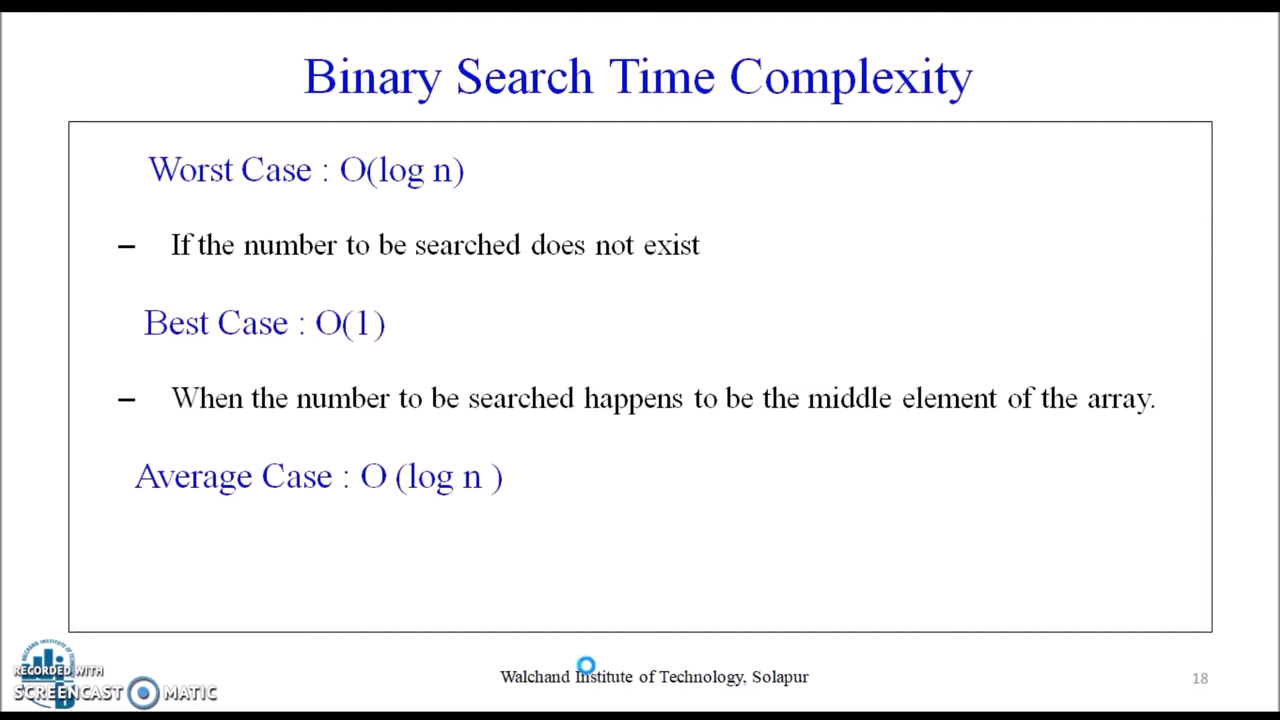 Binary Search Time Complexity
Worst Case : O(log n)
– If the number to be searched does not exist
Best Case : O(1)
– When the number to be searched happens to be the middle element of the array.
Average Case : O (log n )
RECORDED WITH
SCREENCAST MATIC
Walchand Institute of Technology, Solapur
18